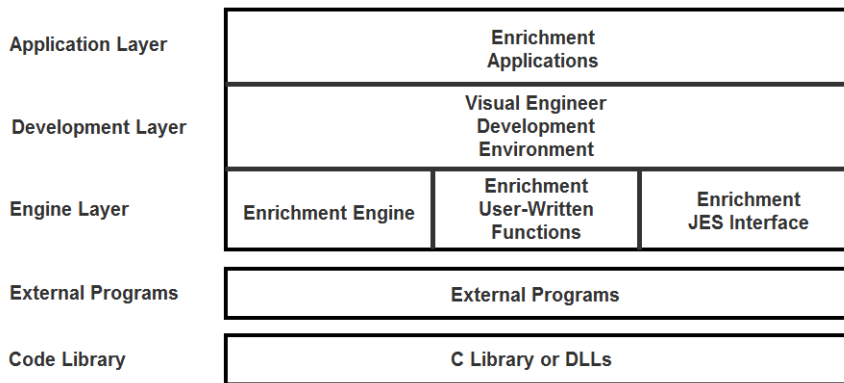 Application Layer
Enrichment
Applications
Development Layer
Visual Engineer
Development
Environment
Engine Layer
Enrichment Engine
Enrichment
User-Written
Functions
Enrichment
JES Interface
External Programs
External Programs
Code Library
C Library or DLLs